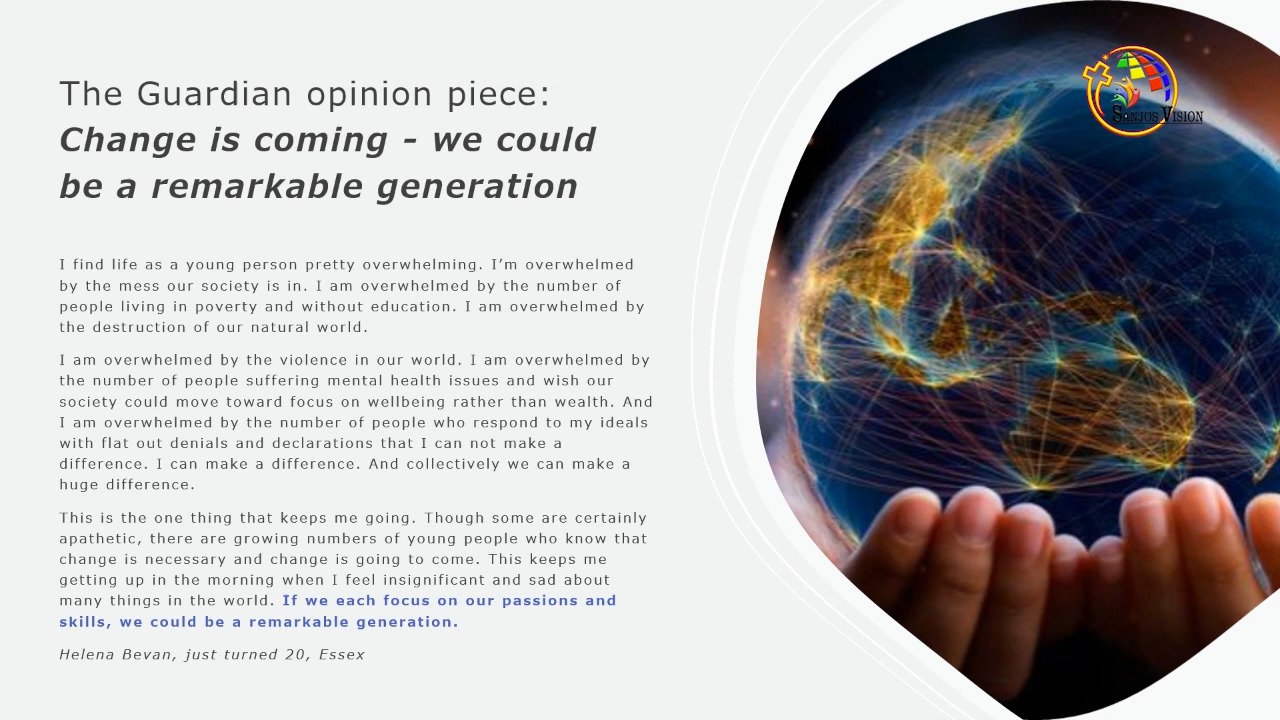 The Guardian opinion piece:
Change is coming - we could
be a remarkable generation
I find life as a young person pretty overwhelming. I’m overwhelmed
by the mess our society is in. I am overwhelmed by the number of
people living in poverty and without education. I am overwhelmed by
the destruction of our natural world.
I am overwhelmed by the violence in our world. I am overwhelmed by
the number of people suffering mental health issues and wish our
society could move toward focus on wellbeing rather than wealth. And
I am overwhelmed by the number of people who respond to my ideals
with flat out denials and declarations that I can not make a
difference. I can make a difference. And collectively we can make a
huge difference.
This is the one thing that keeps me going. Though some are certainly
apathetic, there are growing numbers of young people who know that
change is necessary and change is going to come. This keeps me
getting up in the morning when I feel insignificant and sad about
many things in the world. If we each focus on our passions and
skills, we could be a remarkable generation.
Helena Bevan, just turned 20, Essex
Sanjos Vision